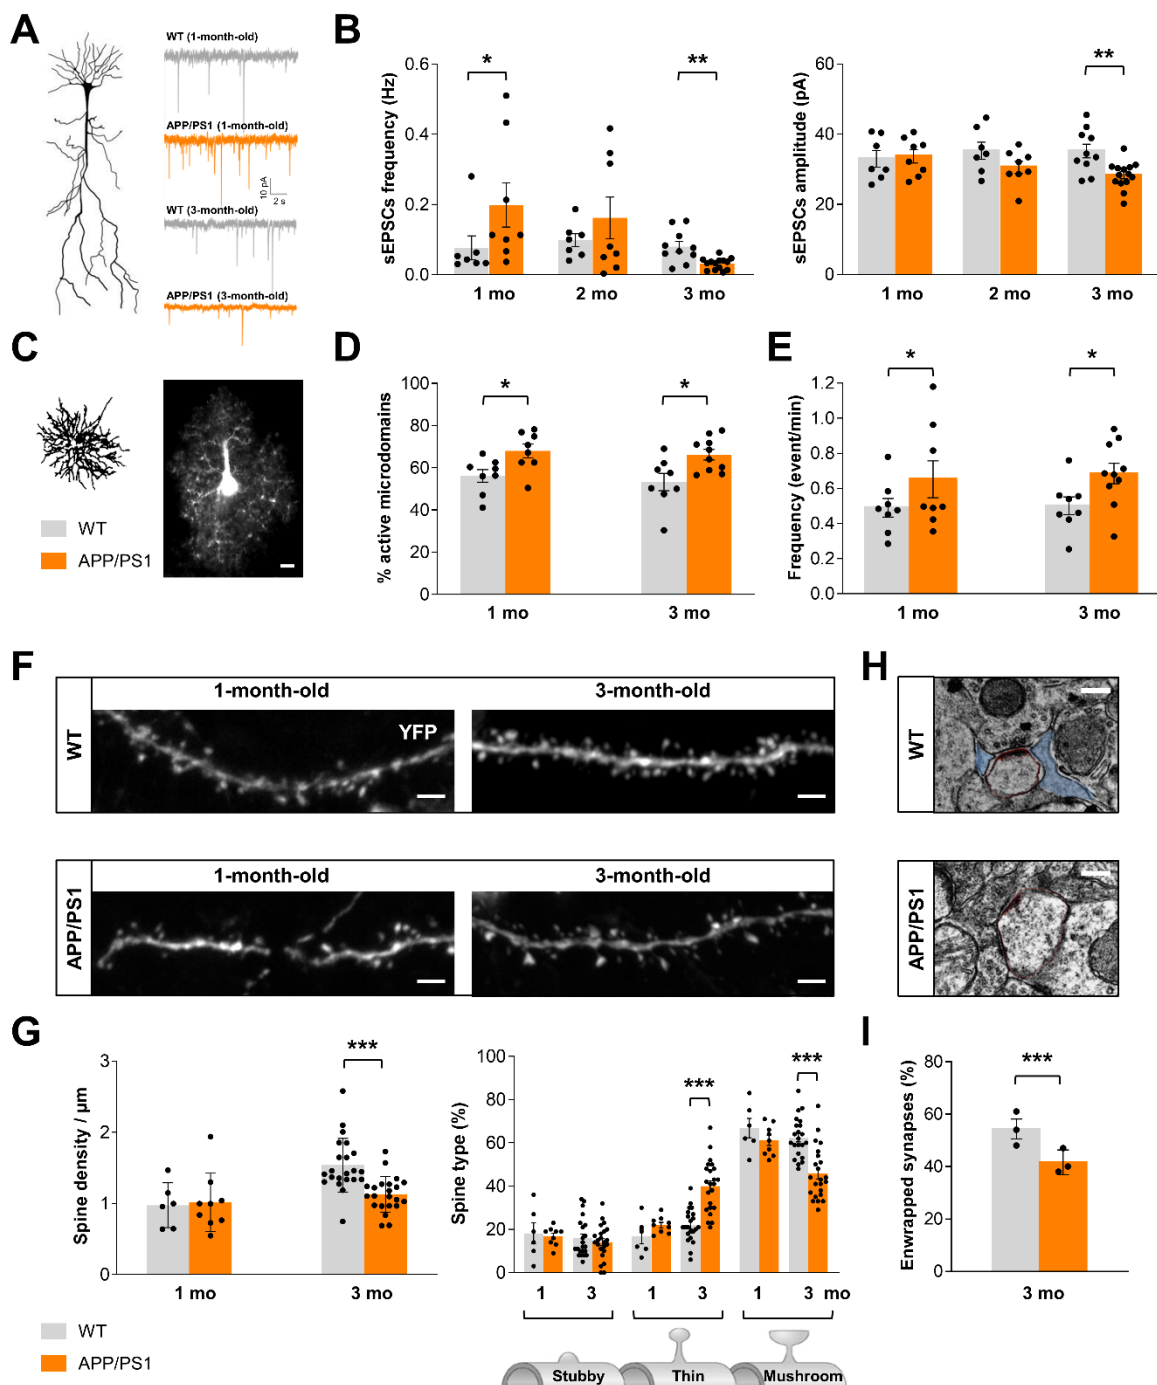 A
WT (1-month-old)
APP/PS1 (1-month-old)
10 pA
2 s
WT (3-month-old)
APP/PS1 (3-month-old)
B
sEPSCs frequency (Hz)
0.6
0.4
0.2
0.0
*
**
1 mo
2 mo
3 mo
sEPSCs amplitude (pA)
60
40
20
0
**
1 mo
2 mo
3 mo
C
WT
APP/PS1
D
% active microdomains
100
80
60
40
20
0
*
*
1 mo
3 mo
E
Frequency (event/min)
1.2
1.0
0.8
0.6
0.4
0.2
0.0
*
*
1 mo
3 mo
F
1-month-old
3-month-old
WT
YFP
1-month-old
3-month-old
APP/PS1
H
WT
APP/PS1
G
Spine density / µm
3
2
1
0
***
1 mo
3 mo
WT
APP/PS1
Spine type (%)
100
80
60
40
20
0
***
***
1 3 1 3 1 3 mo
Stubby Thin Mushroom
I
Enwrapped synapses (%)
80
60
40
20
0
***
3 mo